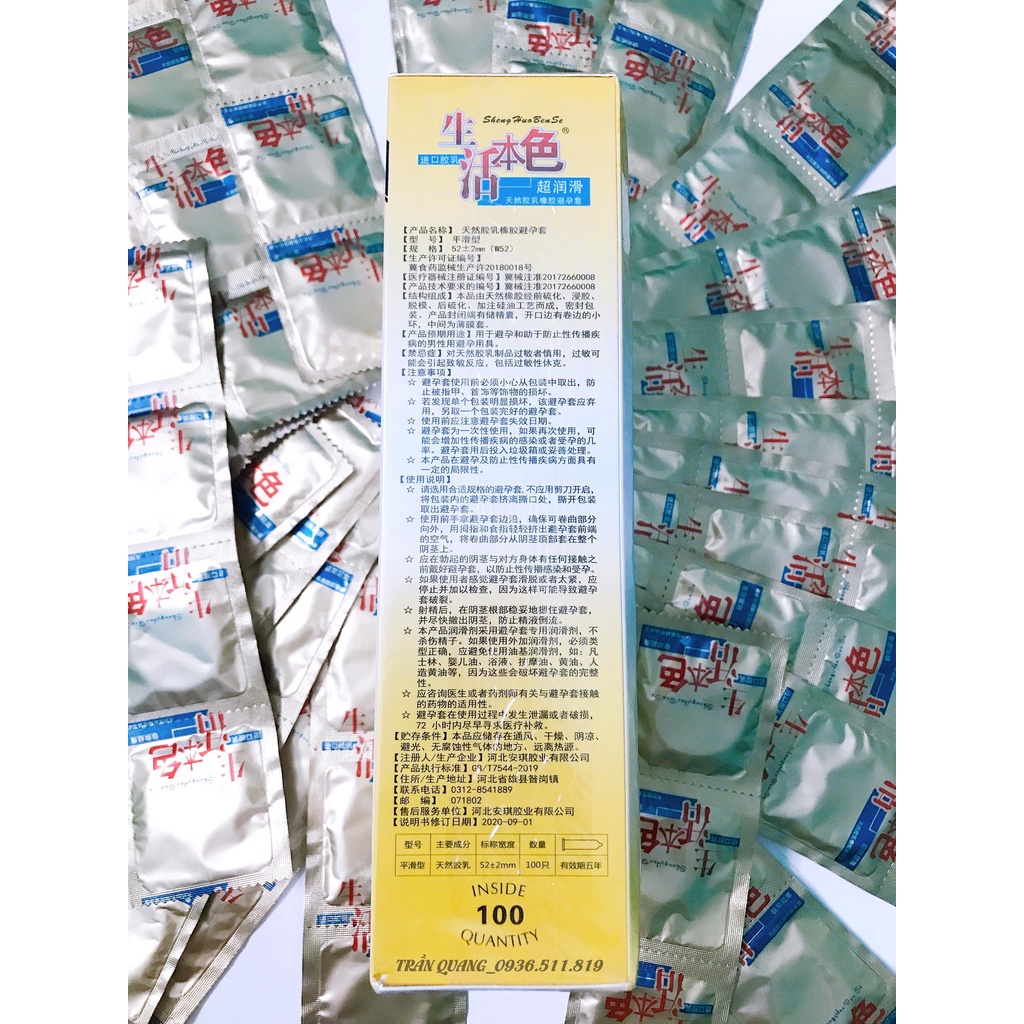 ShengHuoBenSe
生活本色®
进口胶乳
超润滑
天然胶乳橡胶避孕套
【产品名称】 天然胶乳橡胶避孕套
【型 号】 平滑型
【规 格】 52±2mm (W52)
【生产许可证编号】
冀食药监械生产许20180018号
【医疗器械注册证编号】冀械注准20172660008
【产品技术要求的编号】冀械注准20172660008
【结构组成】本品由天然橡胶经前硫化、浸胶、
脱模、后硫化、加注硅油工艺而成，密封包
装。产品封闭端有储精囊，开口边有卷边的小
环，中间为薄膜套。
【产品预期用途】用于避孕和助于防止性传播疾
病的男性用避孕用具。
【禁忌症】对天然胶乳制品过敏者慎用，过敏可
能会引起致敏反应，包括过敏性休克。
【注意事项】
☆ 避孕套使用前必须小心从包装中取出，防
止被指甲、首饰等饰物的损坏。
☆ 若发现单个包装明显损坏，该避孕套应弃
用，另取一个包装完好的避孕套。
☆ 使用前应注意避孕套失效日期。
☆ 避孕套为一次性使用，如果再次使用，可
能会增加性传播疾病的感染或者受孕的几
率。避孕套用后投入垃圾箱或妥善处理。
☆ 本产品在避孕及防止性传播疾病方面具有
一定的局限性。
【使用说明】
☆ 请选用合适规格的避孕套,不应用剪刀开启,
将包装内的避孕套挤离撕口处，撕开包装
取出避孕套。
☆ 使用前手拿避孕套边沿，确保可卷曲部分
向外，用拇指和食指轻轻挤出避孕套前端
的空气，将卷曲部分从阴茎顶部套在整个
阴茎上。
☆ 应在勃起的阴茎与对方身体有任何接触之
前戴好避孕套，以防止性传播感染和受孕。
☆ 如果使用者感觉避孕套滑脱或者太紧，应
停止并加以检查，因为这样可能导致避孕
套破裂。
☆ 射精后，在阴茎根部稳妥地摁住避孕套，
并尽快撤出阴茎，防止精液倒流。
☆ 本产品润滑剂采用避孕套专用润滑剂，不
杀伤精子。如果使用外加润滑剂，必须类
型正确，应避免使用油基润滑剂，如：凡
士林、婴儿油、浴液、按摩油、黄油、人
造黄油等，因为这些会破坏避孕套的完整
性。
☆ 应咨询医生或者药剂师有关与避孕套接触
的药物的适用性。
☆ 避孕套在使用过程中发生泄漏或者破损，
72 小时内尽早寻求医疗补救。
【贮存条件】本品应储存在通风、干燥、阴凉、
避光、无腐蚀性气体的地方、远离热源。
【注册人/生产企业】河北安琪胶业有限公司
【产品执行标准】GB/T7544-2019
【住所/生产地址】河北省雄县昝岗镇
【联系电话】0312-8541889
【邮 编】 071802
【售后服务单位】河北安琪胶业有限公司
【说明书修订日期】2020-09-01
型号 主要成分 标称宽度 数量
平滑型 天然胶乳 52±2mm 100只 有效期五年
INSIDE
100
QUANTITY
TRẦN QUANG_0936.511.819